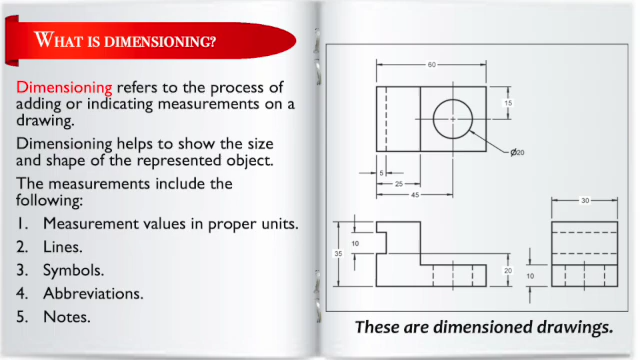 WHAT IS DIMENSIONING?
Dimensioning refers to the process of
adding or indicating measurements on a
drawing.
Dimensioning helps to show the size
and shape of the represented object.
The measurements include the
following:
1. Measurement values in proper units.
2. Lines.
3. Symbols.
4. Abbreviations.
5. Notes.
60
15
Ø20
5
25
45
30
10
35
20
10
These are dimensioned drawings.